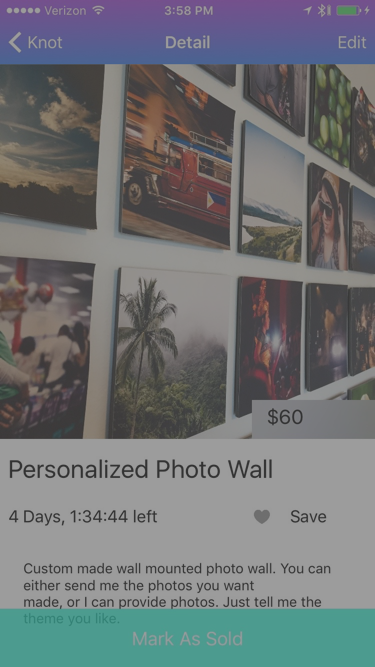 Verizon 3:58 PM
Knot Detail Edit
$60
Personalized Photo Wall
4 Days, 1:34:44 left Save
Custom made wall mounted photo wall. You can
either send me the photos you want
made, or I can provide photos. Just tell me the
theme you like.
Mark As Sold